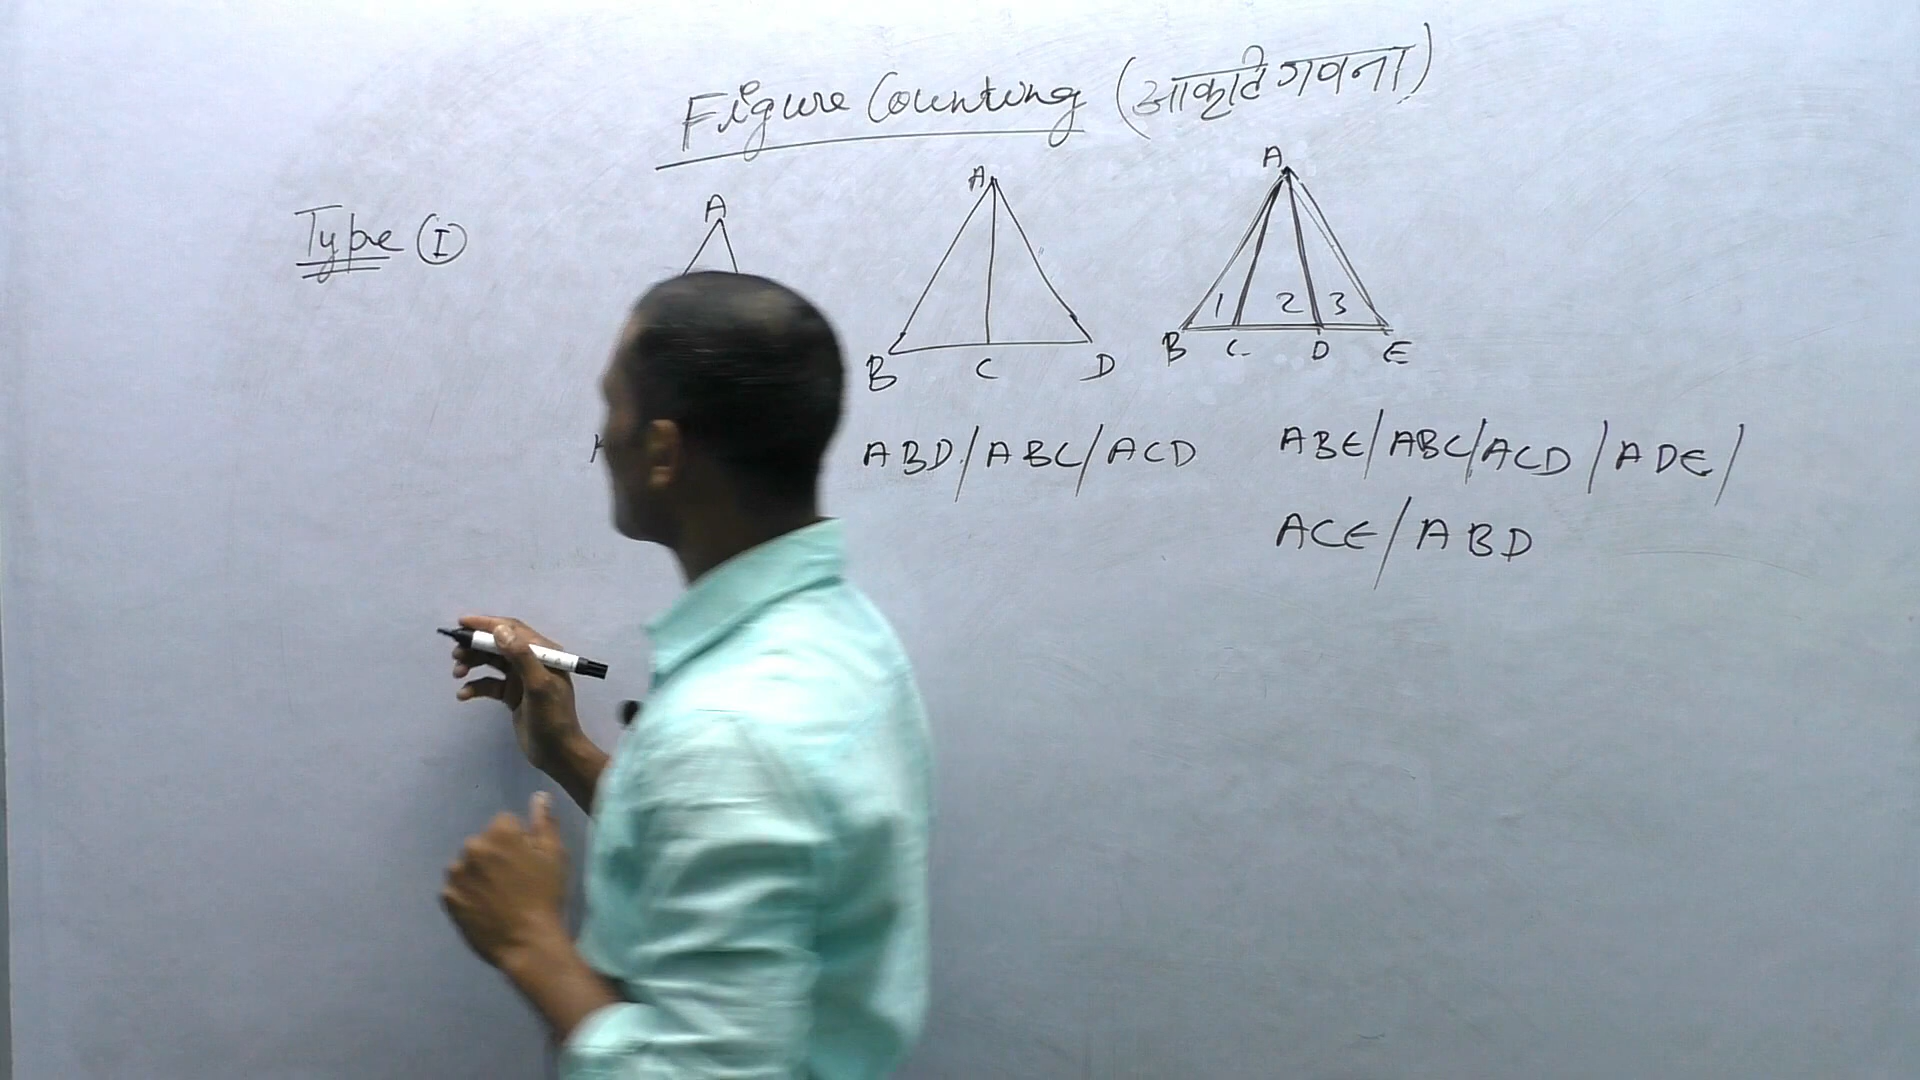 Figure Counting (आकृति गणना)
Type I
A
A
B C D
A
1 2 3
B C D E
ABD/ABC/ACD
ABE/ABC/ACD/ADE/
ACE/ABD